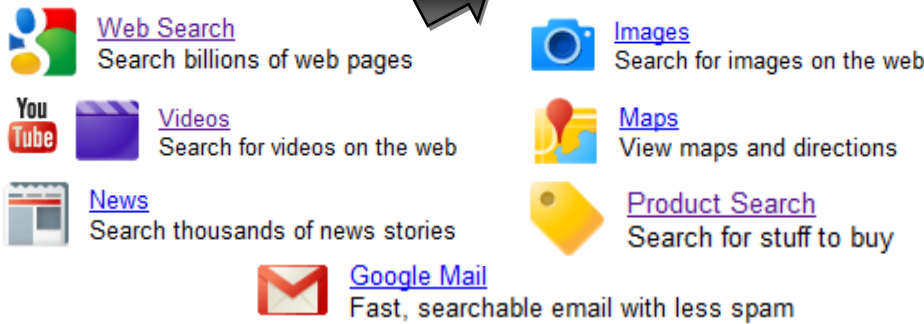 Web Search
Search billions of web pages
Images
Search for images on the web
You
Tube
Videos
Search for videos on the web
Maps
View maps and directions
News
Search thousands of news stories
Product Search
Search for stuff to buy
Google Mail
Fast, searchable email with less spam